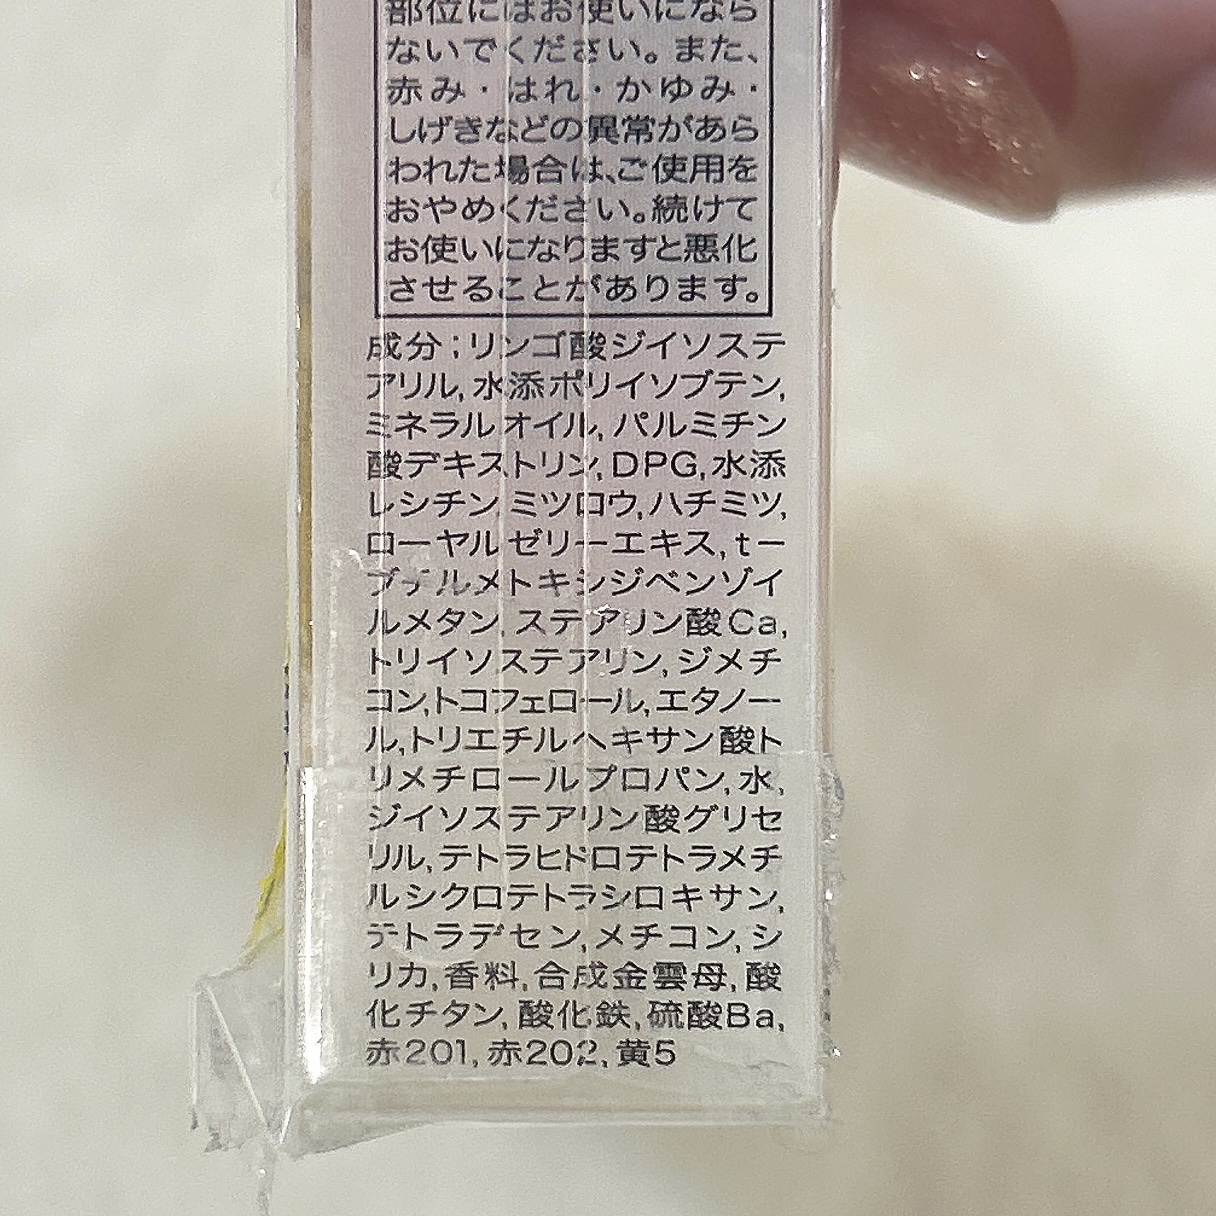 部位にはお使いになら
ないでください。また、
赤み・はれ・かゆみ・
しげきなどの異常があら
われた場合は、ご使用を
おやめください。続けて
お使いになりますと悪化
させることがあります。
成分;リンゴ酸ジイソステ
アリル,水添ポリイソブテン,
ミネラルオイル,パルミチン
酸デキストリン,DPG,水添
レシチン,ミツロウ,ハチミツ,
ローヤルゼリーエキス,tー
ブチルメトキシジベンゾイ
ルメタン,ステアリン酸Ca,
トリイソステアリン,ジメチ
コン,トコフェロール,エタノー
ル,トリエチルヘキサン酸ト
リメチロールプロパン,水,
ジイソステアリン酸グリセ
リル,テトラヒドロテトラメチ
ルシクロテトラシロキサン,
テトラデセン,メチコン,シ
リカ,香料,合成金雲母,酸
化チタン,酸化鉄,硫酸Ba,
赤201,赤202,黄5